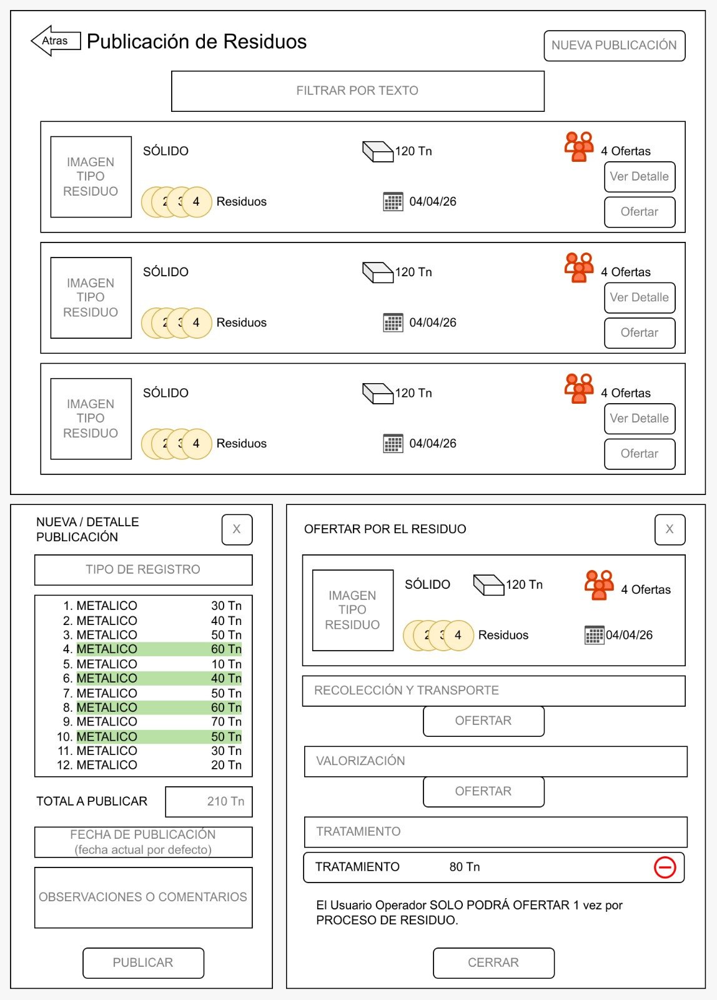 Atras
Publicación de Residuos
NUEVA PUBLICACIÓN
FILTRAR POR TEXTO
IMAGEN
TIPO
RESIDUO
SÓLIDO
120 Tn
4 Ofertas
Ver Detalle
2 3 4 Residuos
04/04/26
Ofertar
IMAGEN
TIPO
RESIDUO
SÓLIDO
120 Tn
4 Ofertas
Ver Detalle
2 3 4 Residuos
04/04/26
Ofertar
IMAGEN
TIPO
RESIDUO
SÓLIDO
120 Tn
4 Ofertas
Ver Detalle
2 3 4 Residuos
04/04/26
Ofertar
NUEVA / DETALLE
PUBLICACIÓN
X
TIPO DE REGISTRO
1. METALICO 30 Tn
2. METALICO 40 Tn
3. METALICO 50 Tn
4. METALICO 60 Tn
5. METALICO 10 Tn
6. METALICO 40 Tn
7. METALICO 50 Tn
8. METALICO 60 Tn
9. METALICO 70 Tn
10. METALICO 50 Tn
11. METALICO 30 Tn
12. METALICO 20 Tn
TOTAL A PUBLICAR 210 Tn
FECHA DE PUBLICACIÓN
(fecha actual por defecto)
OBSERVACIONES O COMENTARIOS
PUBLICAR
OFERTAR POR EL RESIDUO
X
IMAGEN
TIPO
RESIDUO
SÓLIDO
120 Tn
4 Ofertas
2 3 4 Residuos
04/04/26
RECOLECCIÓN Y TRANSPORTE
OFERTAR
VALORIZACIÓN
OFERTAR
TRATAMIENTO
TRATAMIENTO 80 Tn
El Usuario Operador SOLO PODRÁ OFERTAR 1 vez por
PROCESO DE RESIDUO.
CERRAR